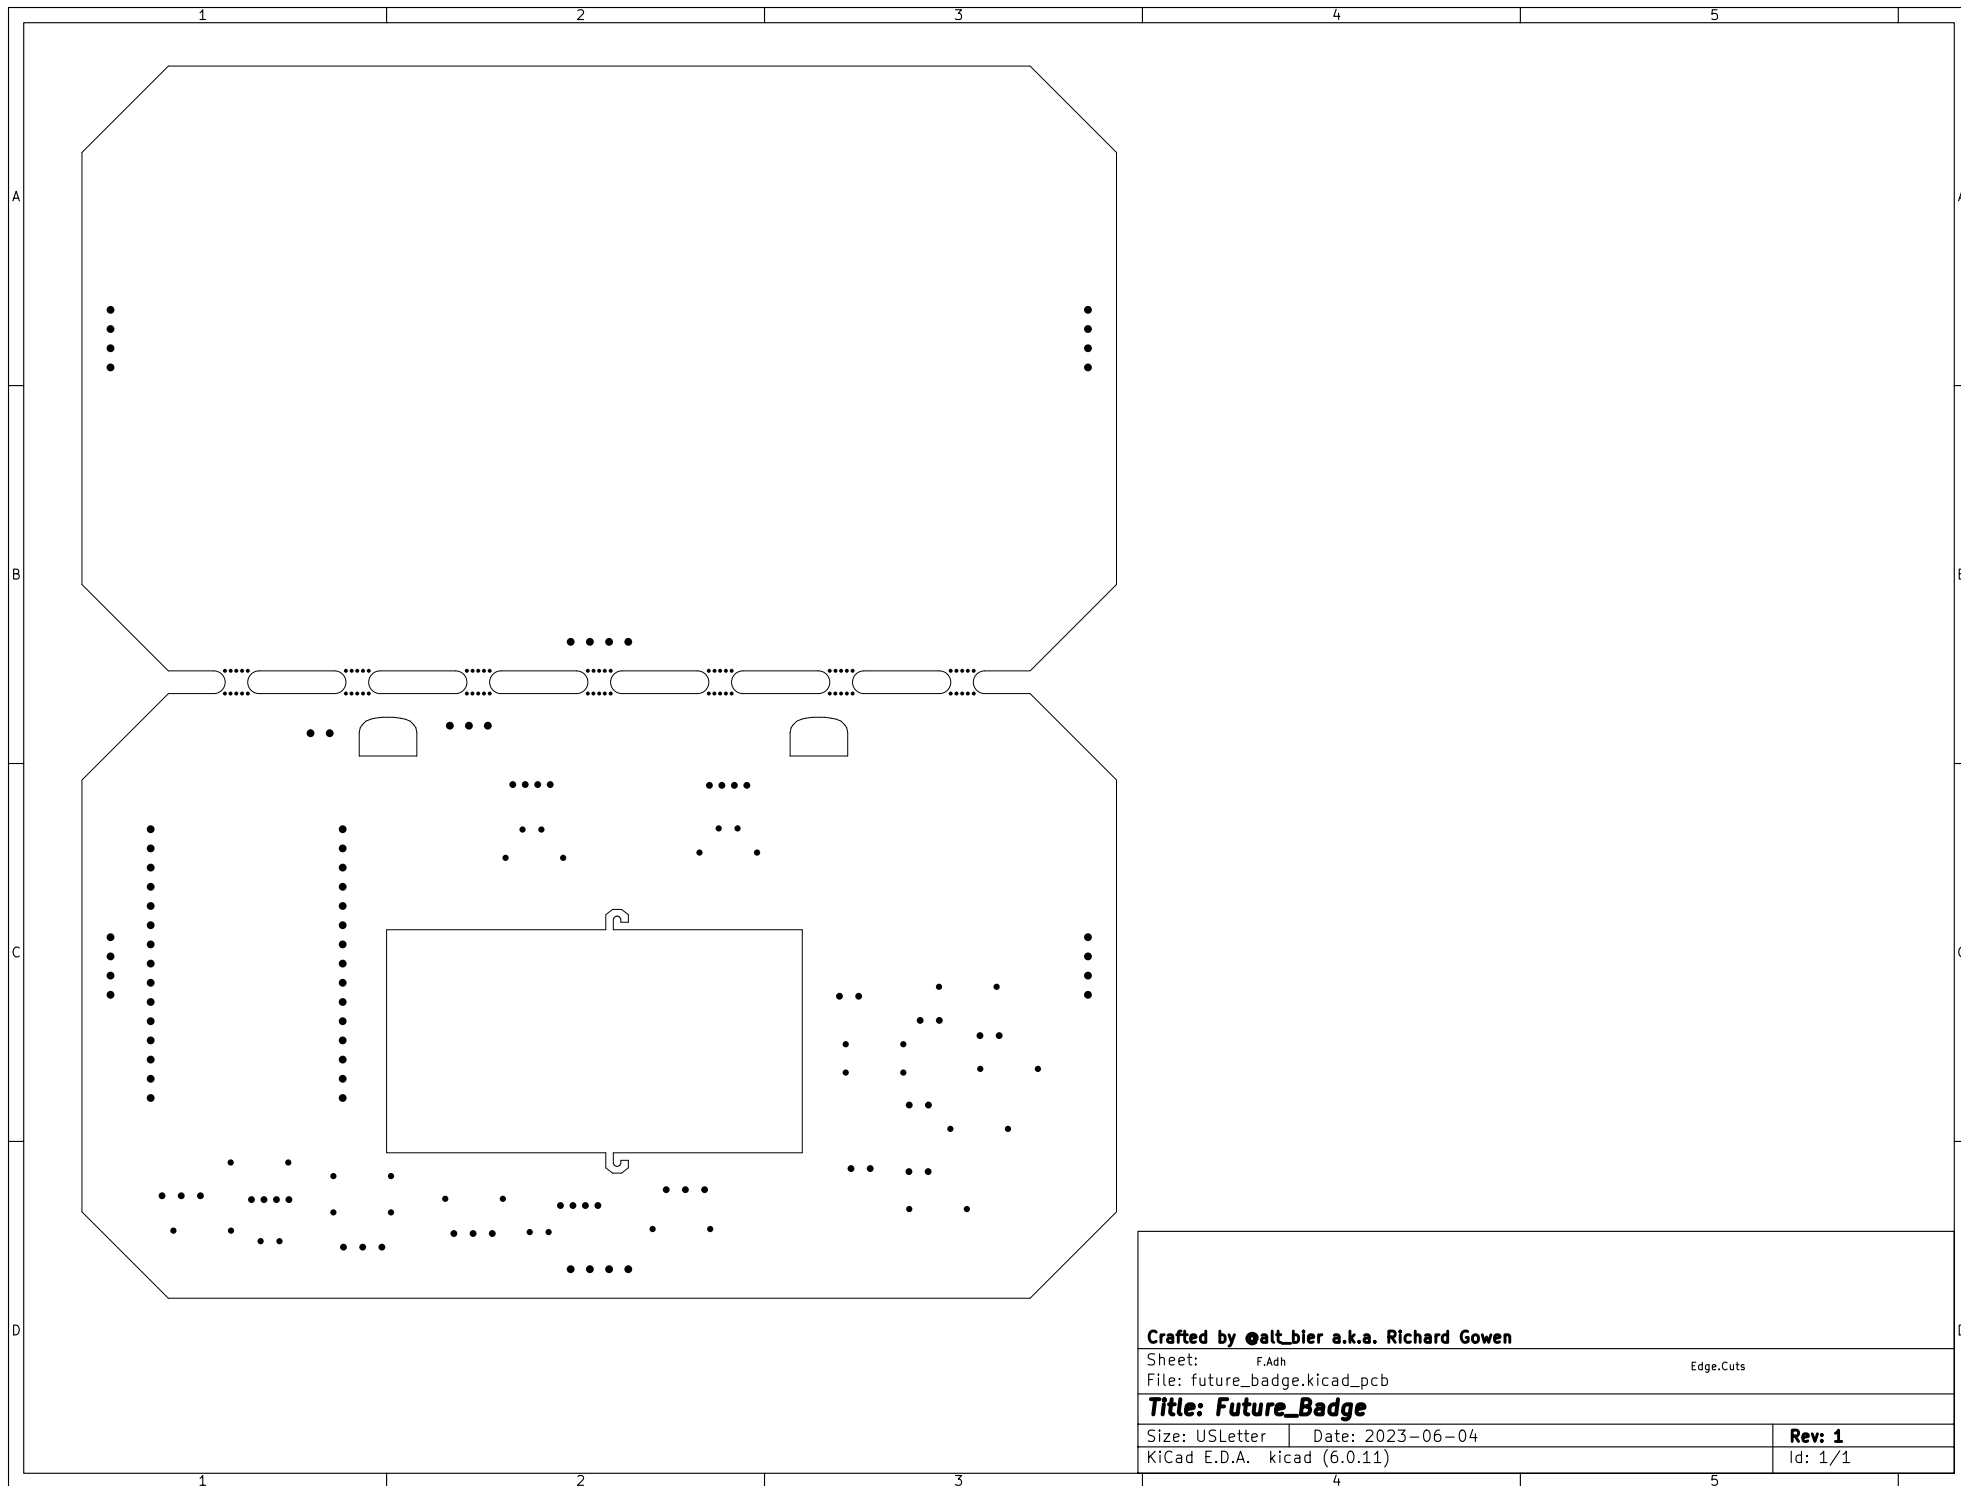 1 2 3 4 5
A A
B B
C C
D D
Crafted by @alt_bier a.k.a. Richard Gowen
Sheet: F.Adh Edge.Cuts
File: future_badge.kicad_pcb
Title: Future_Badge
Size: USLetter Date: 2023-06-04 Rev: 1
KiCad E.D.A. kicad (6.0.11) Id: 1/1
1 2 3 4 5